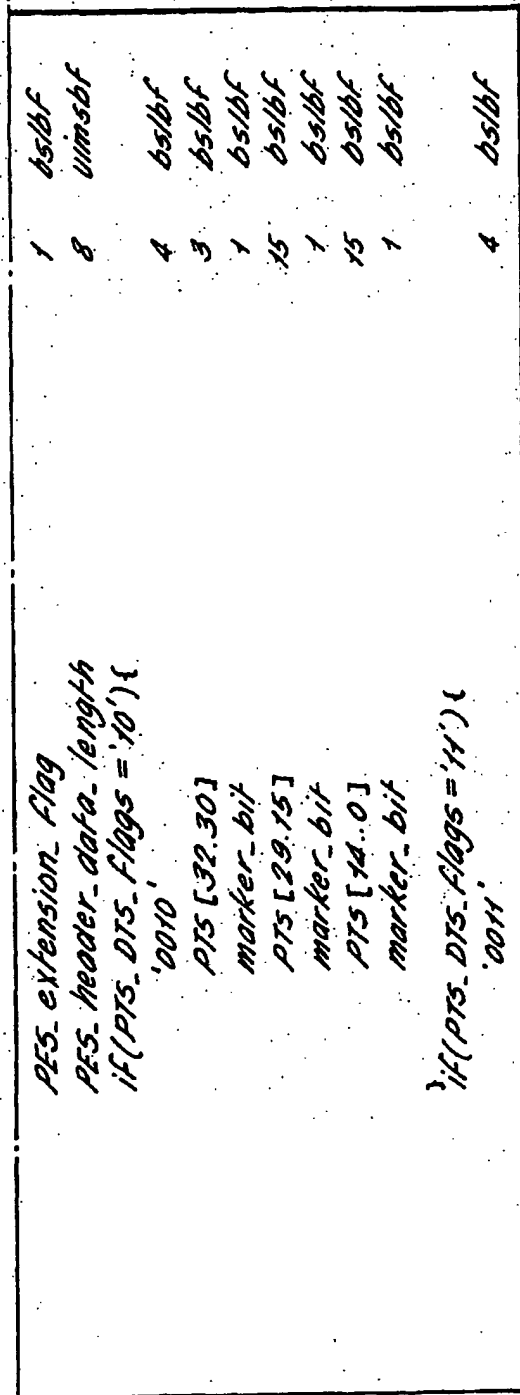 PES_extension_flag 1 bslbf
PES_header_data_length 8 uimsbf
if(PTS_DTS_flags ='10'){
'0010' 4 bslbf
PTS [32.30] 3 bslbf
marker_bit 1 bslbf
PTS [29.15] 15 bslbf
marker_bit 1 bslbf
PTS [14..0] 15 bslbf
marker_bit 1 bslbf
}
if(PTS_DTS_flags ='11'){
'0011' 4 bslbf